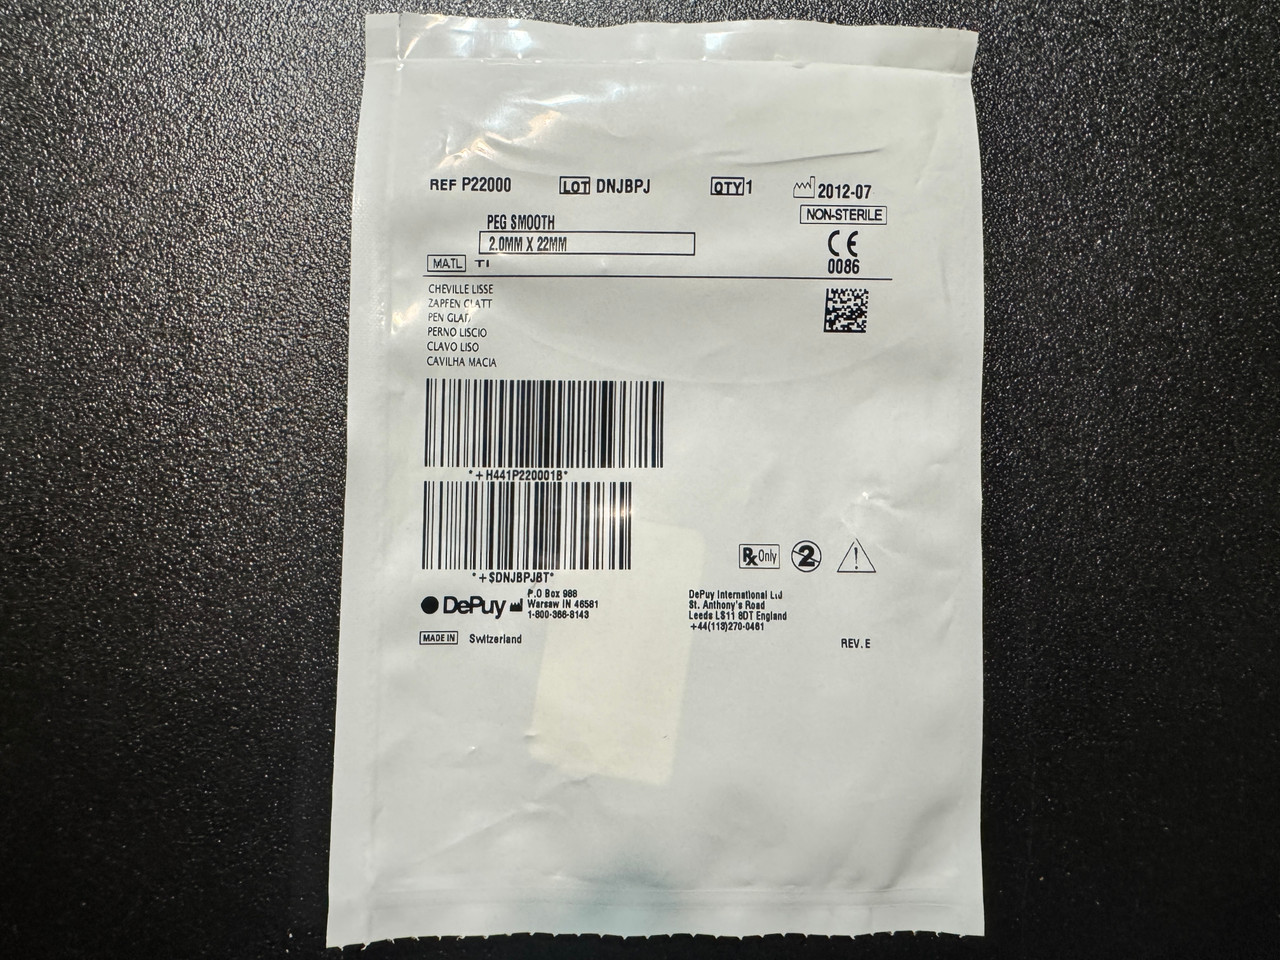 REF P22000 LOT DNJBPJ QTY 1 2012-07
NON-STERILE
PEG SMOOTH
2.0MM X 22MM
CE
0086
MATL TI
CHEVILLE LISSE
ZAPFEN GLATT
PEN GLAD
PERNO LISCIO
CLAVO LISO
CAVILHA MACIA
*+H441P220001B*
*+$DNJBPJ8T*
Rx Only 2
DePuy
P.O Box 988
Warsaw IN 46581
1-800-366-8143
DePuy International Ltd
St. Anthony's Road
Leeds LS11 8DT England
+44(113)270-0461
MADE IN Switzerland
REV. E